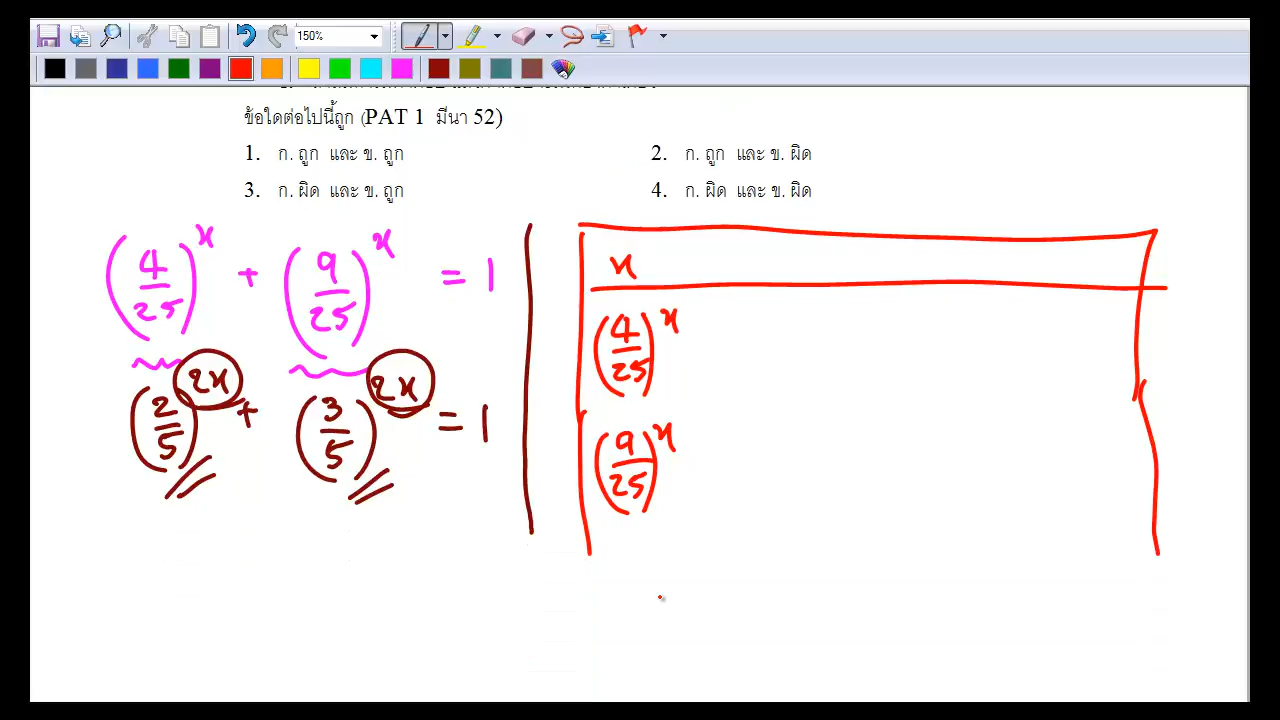 150%
ข้อใดต่อไปนี้ถูก (PAT 1 มีนา 52)
1. ก. ถูก และ ข. ถูก
2. ก. ถูก และ ข. ผิด
3. ก. ผิด และ ข. ถูก
4. ก. ผิด และ ข. ผิด
(4/25)^x + (9/25)^x = 1
(2/5)^2x + (3/5)^2x = 1
x
(4/25)^x
(9/25)^x